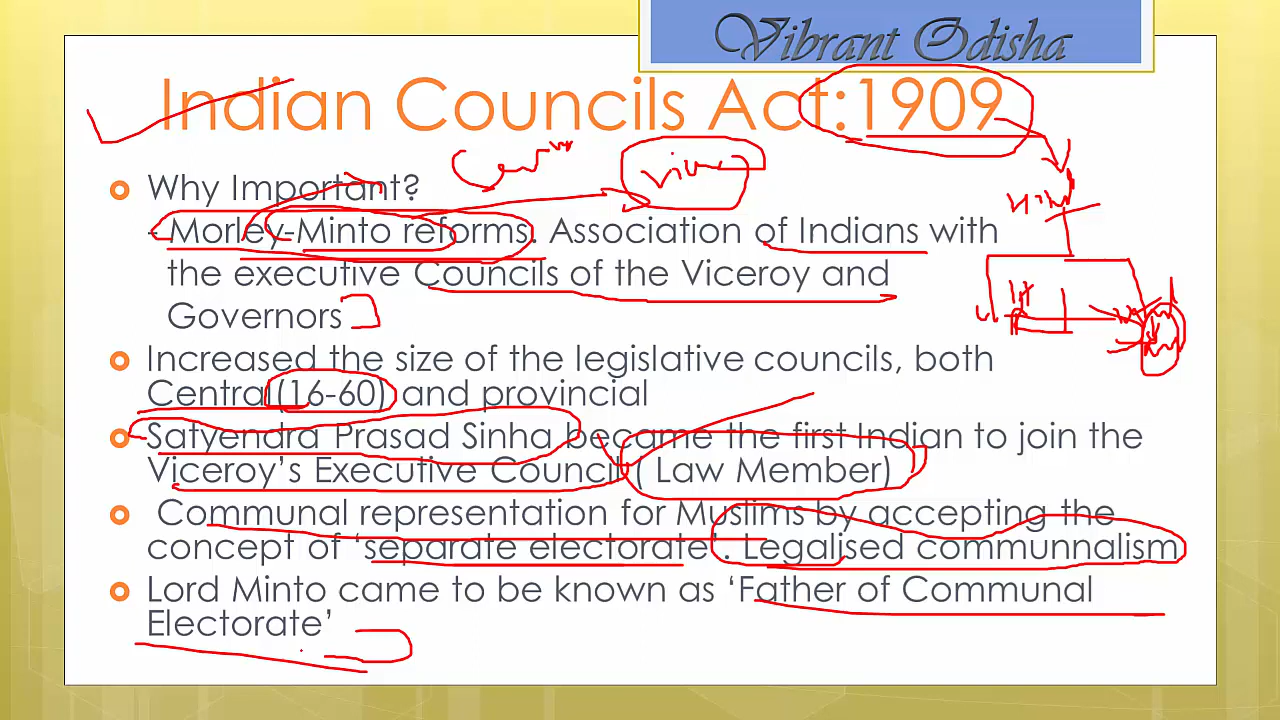 Vibrant Odisha
Indian Councils Act:1909
Why Important?
- Morley-Minto reforms. Association of Indians with
the executive Councils of the Viceroy and
Governors
Increased the size of the legislative councils, both
Central(16-60) and provincial
Satyendra Prasad Sinha became the first Indian to join the
Viceroy’s Executive Council ( Law Member)
Communal representation for Muslims by accepting the
concept of ‘separate electorate’. Legalised communnalism
Lord Minto came to be known as ‘Father of Communal
Electorate’